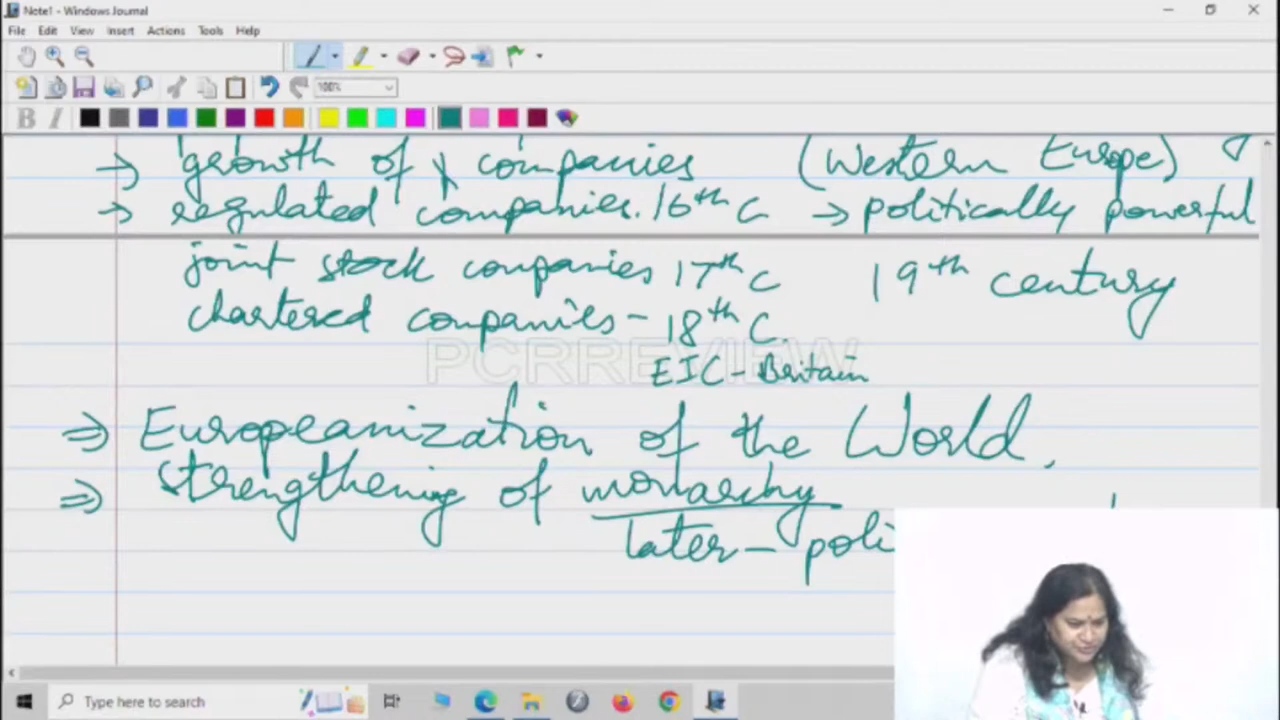 Note1 - Windows Journal
File Edit View Insert Actions Tools Help
100%
B I
→ growth of companies (Western Europe)
→ regulated companies. 16th C → politically powerful
joint stock companies 17th C 19th century
chartered companies - 18th C.
PCRREVIEW
EIC - Britain
⇒ Europeanization of the World.
⇒ strengthening of monarchy
later - poli
Type here to search